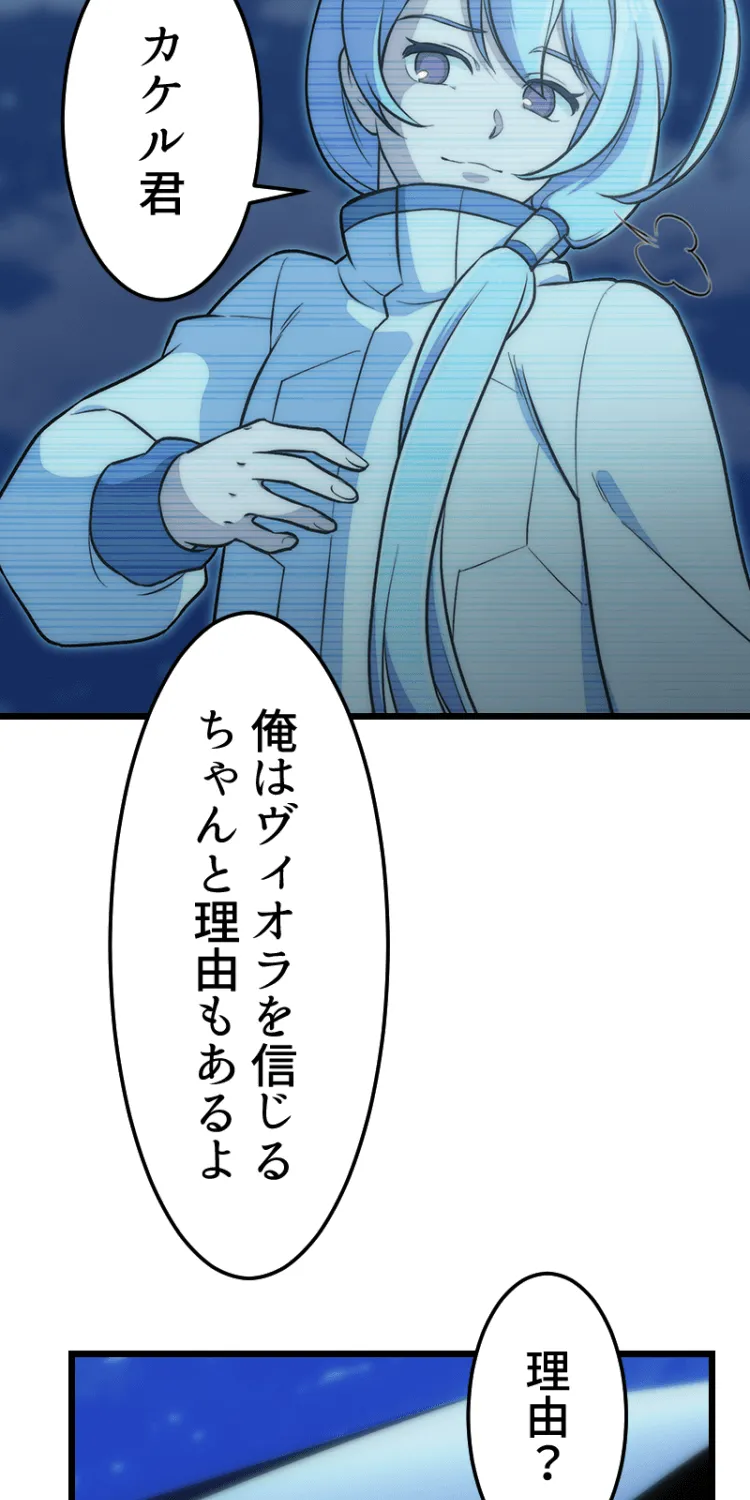 カケル君
俺はヴィオラを信じる
ちゃんと理由もあるよ
理由?